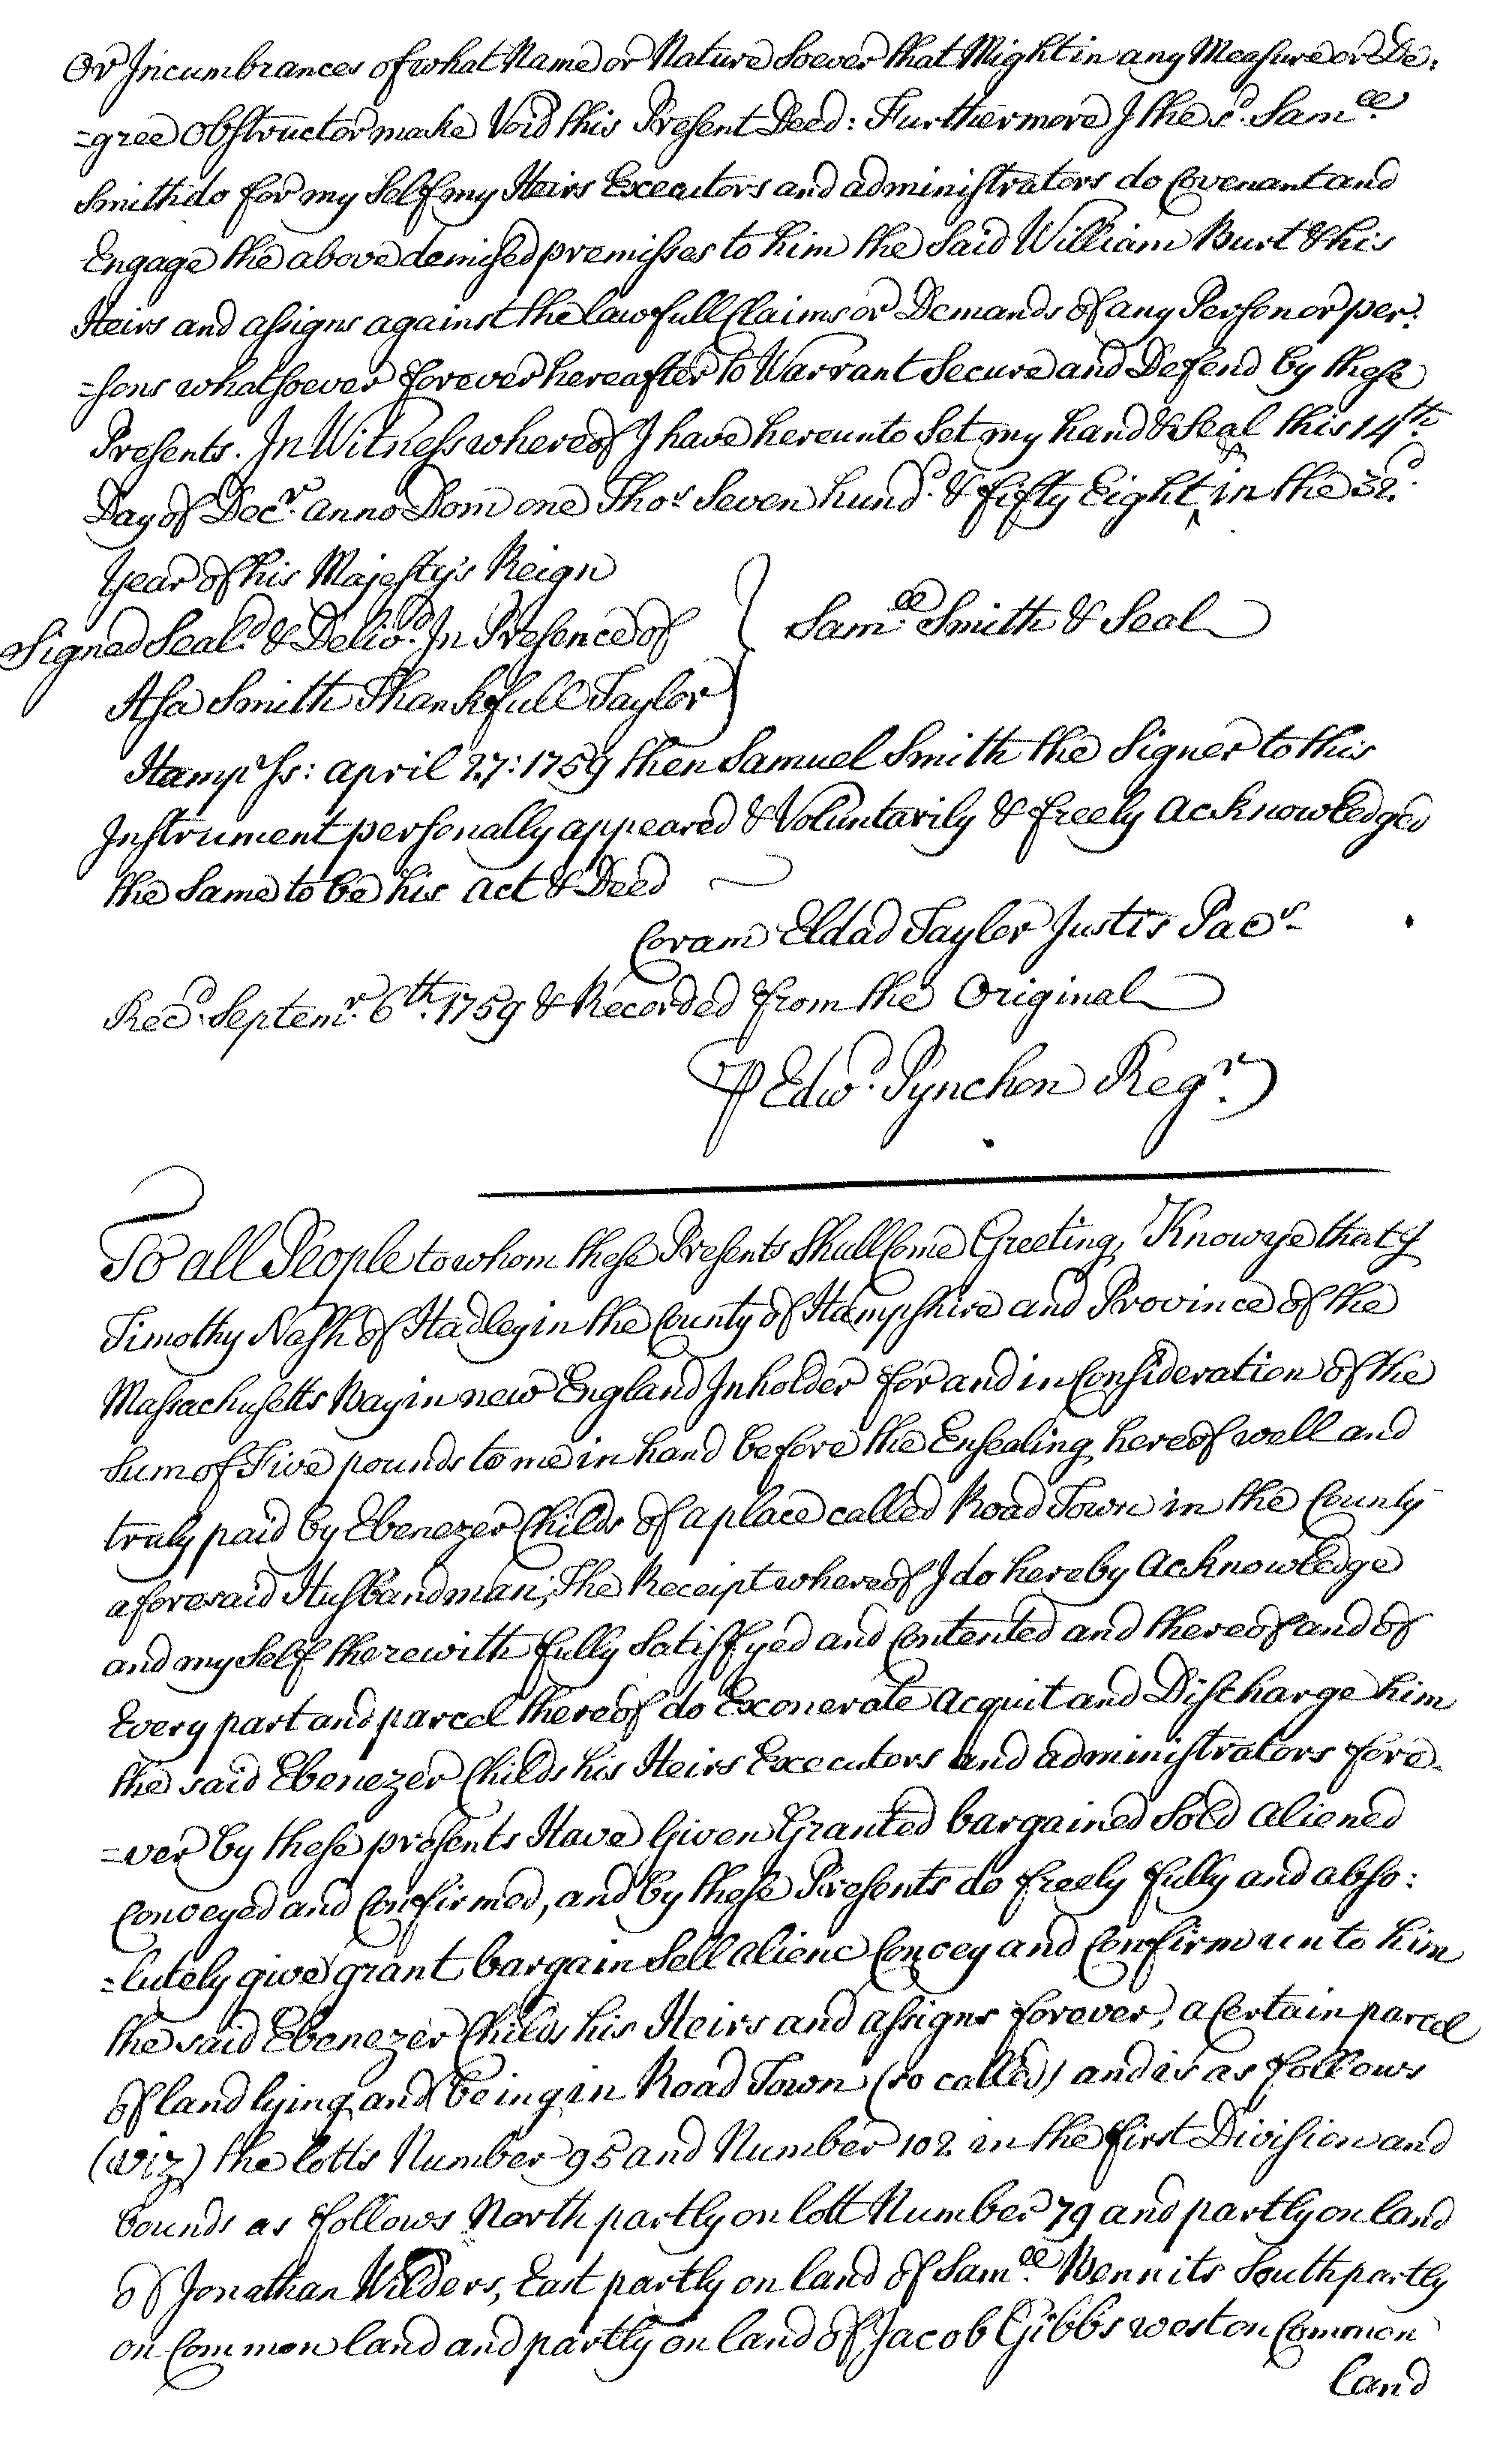 Or Incumbrances of what Name or Nature Soever that Might in any Measure or De:
=gree Obstruct or make Void this Present Deed: Furthermore I the sd. Samll.
Smith do for my Self my Heirs Executors and administrators do Covenant and
Engage the above demised premisses to him the Said William Burt & his
Heirs and assigns against the lawfull Claims or Demands of any Person or per:
=sons whatsoever forever hereafter to Warrant Secure and Defend by these
Presents. In Witness whereof I have hereunto Set my hand & Seal this 14th.
Day of Decr. anno Dom one Thos. Seven hund. & fifty Eight in the 32d.
Year of his Majesty's Reign
Signed Seald. & Delivd. In Presence of } Samll. Smith & Seal
Asa Smith Thankfull Taylor
Hampr. Ss: april 27: 1759 then Samuel Smith the Signer to this
Instrument personally appeared & Voluntarily & freely acknowledged
the Same to be his act & Deed
Coram Eldad Taylor Justis Pacs.
Recd. Septemr. 6th. 1759 & Recorded from the Original
P Edwd. Pynchon Regr.
To all People to whom these Presents Shall Come Greeting, Know ye that I
Timothy Nash of Hadley in the County of Hampshire and Province of the
Massachusetts Bay in new England Inholder for and in Consideration of the
Sum of Five pounds to me in hand before the Ensealing hereof well and
truly paid by Ebenezer Childs of a place called Road Town in the County
aforesaid Husbandman; The Receipt whereof I do hereby acknowledge
and my Self therewith fully Satisfyed and Contented and thereof and of
Every part and parcel thereof do Exonerate acquit and Discharge him
the said Ebenezer Childs his Heirs Executors and administrators fore-
=ver by these presents Have Given Granted bargained Sold aliened
Conveyed and Confirmed, and by these Presents do freely fully and abso:
=lutely give grant bargain Sell aliene Convey and Confirm unto him
the said Ebenezer Childs his Heirs and assigns forever, a Certain parcel
of land lying and being in Road Town (so called) and is as follows
(viz) the lotts Number 95 and Number 102 in the first Division and
bounds as follows North partly on lott Number 79 and partly on land
of Jonathan Wilders, East partly on land of Samll. Bennits South partly
on Common land and partly on land of Jacob Gibbs west on Common
land